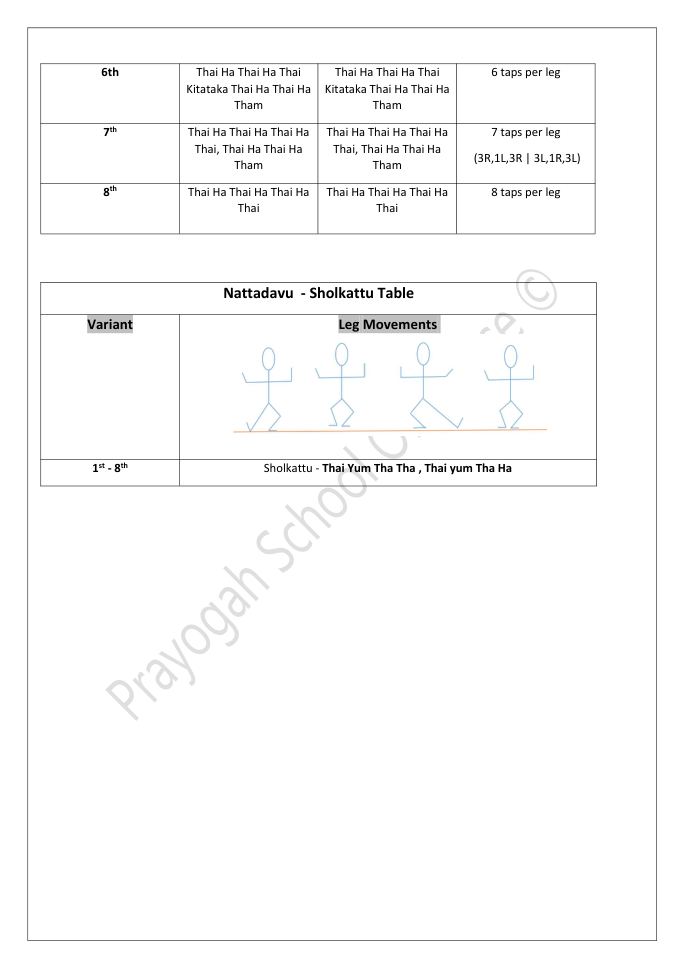 6th
Thai Ha Thai Ha Thai
Kitataka Thai Ha Thai Ha
Tham
Thai Ha Thai Ha Thai
Kitataka Thai Ha Thai Ha
Tham
6 taps per leg
7th
Thai Ha Thai Ha Thai Ha
Thai, Thai Ha Thai Ha
Tham
Thai Ha Thai Ha Thai Ha
Thai, Thai Ha Thai Ha
Tham
7 taps per leg
(3R,1L,3R | 3L,1R,3L)
8th
Thai Ha Thai Ha Thai Ha
Thai
Thai Ha Thai Ha Thai Ha
Thai
8 taps per leg
Nattadavu - Sholkattu Table
Variant
Leg Movements
1st - 8th
Sholkattu - Thai Yum Tha Tha , Thai yum Tha Ha
Prayogah School ©